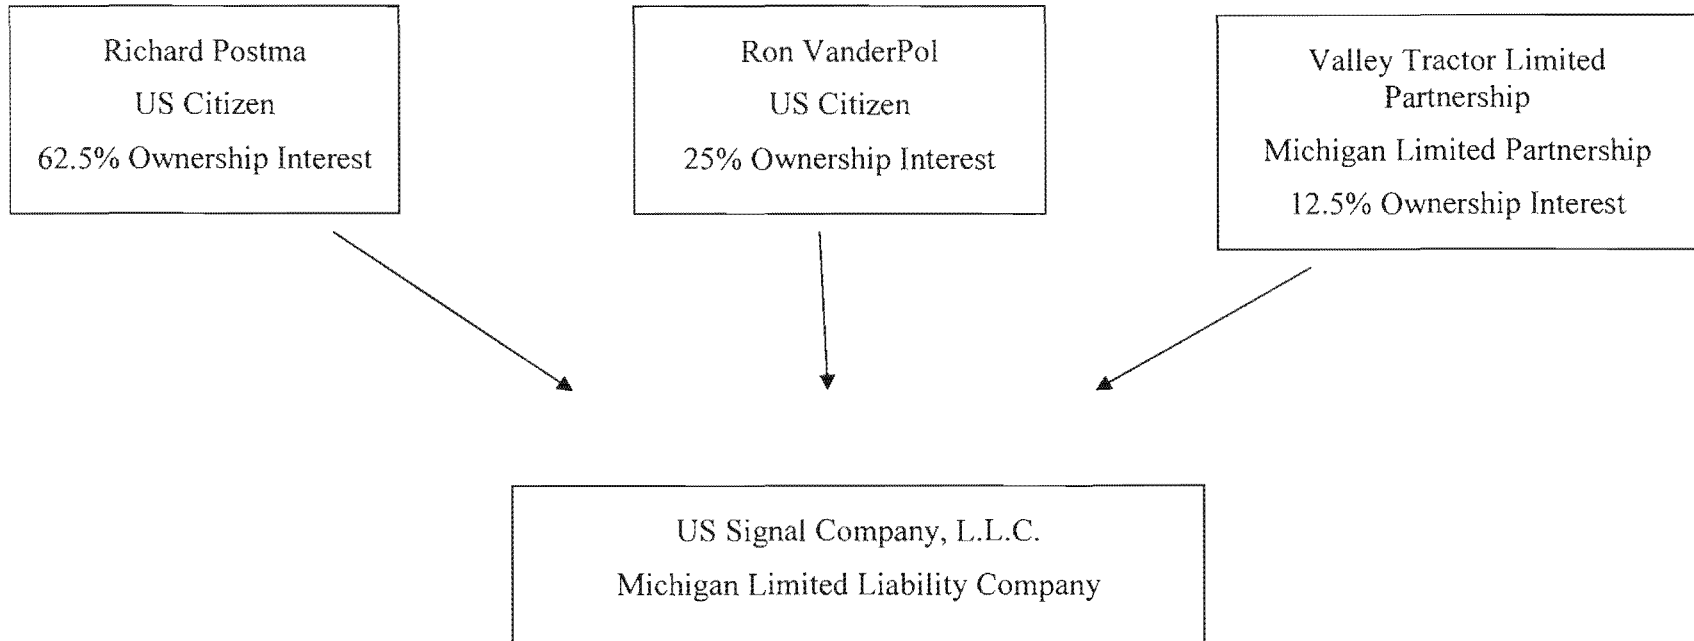 Richard Postma
US Citizen
62.5% Ownership Interest
Ron VanderPol
US Citizen
25% Ownership Interest
Valley Tractor Limited
Partnership
Michigan Limited Partnership
12.5% Ownership Interest
US Signal Company, L.L.C.
Michigan Limited Liability Company